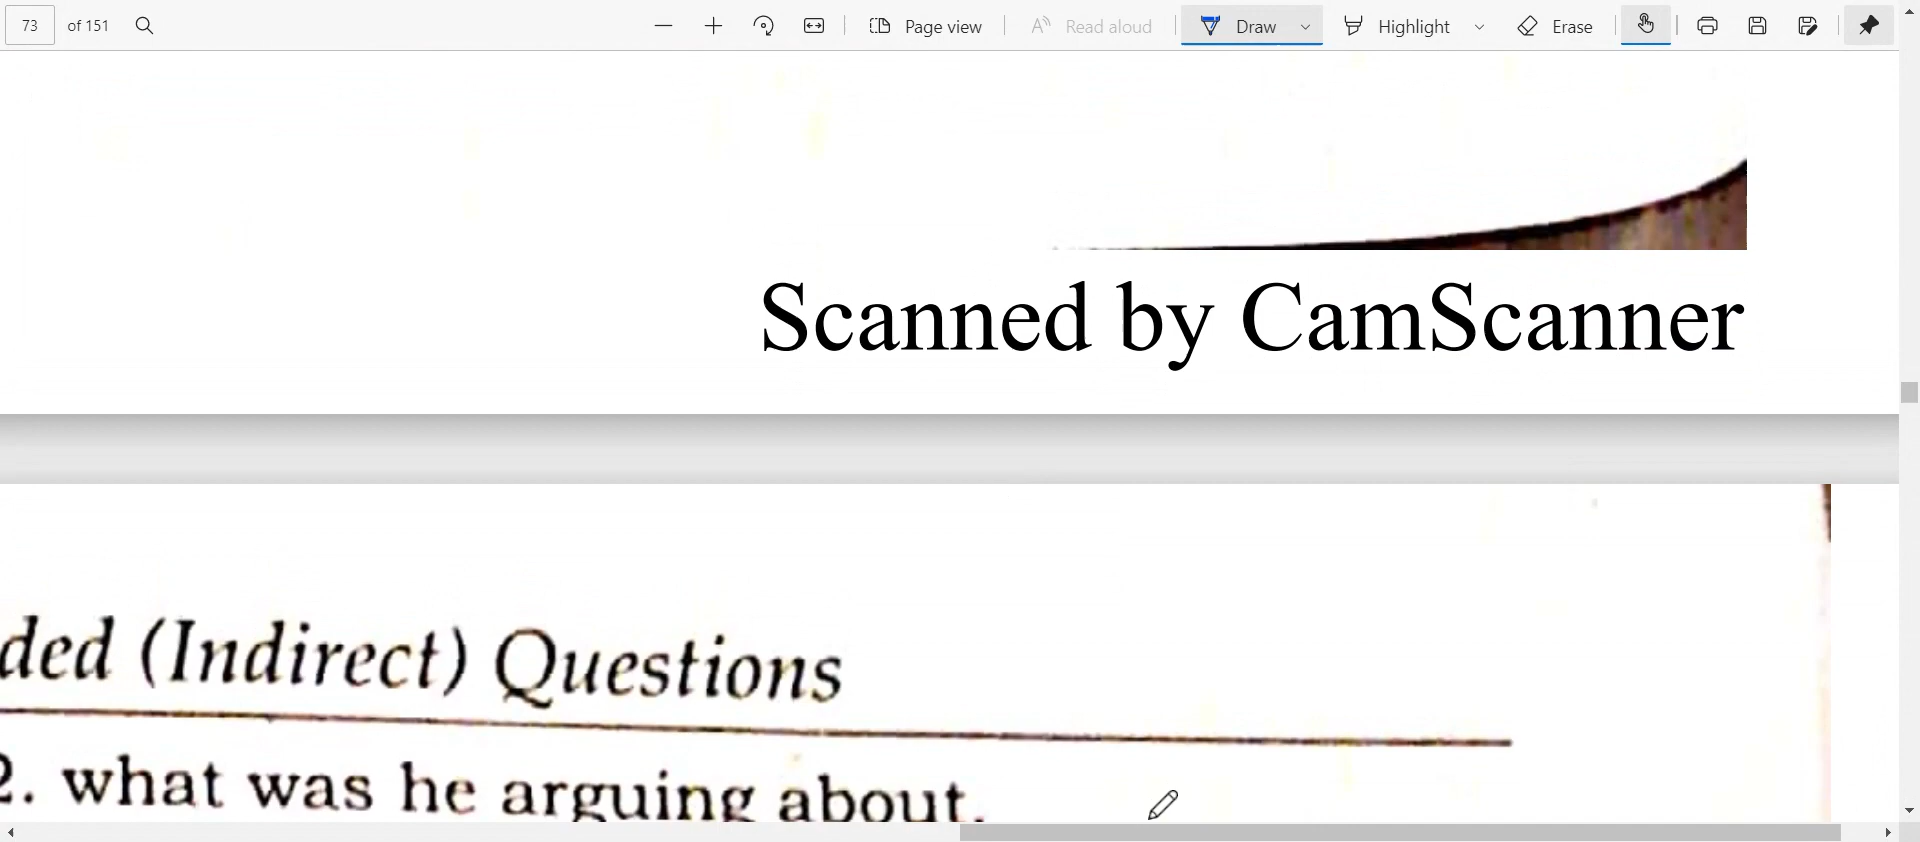 73 of 151 Page view Read aloud Draw Highlight Erase
Scanned by CamScanner
ded (Indirect) Questions
2. what was he arguing about.